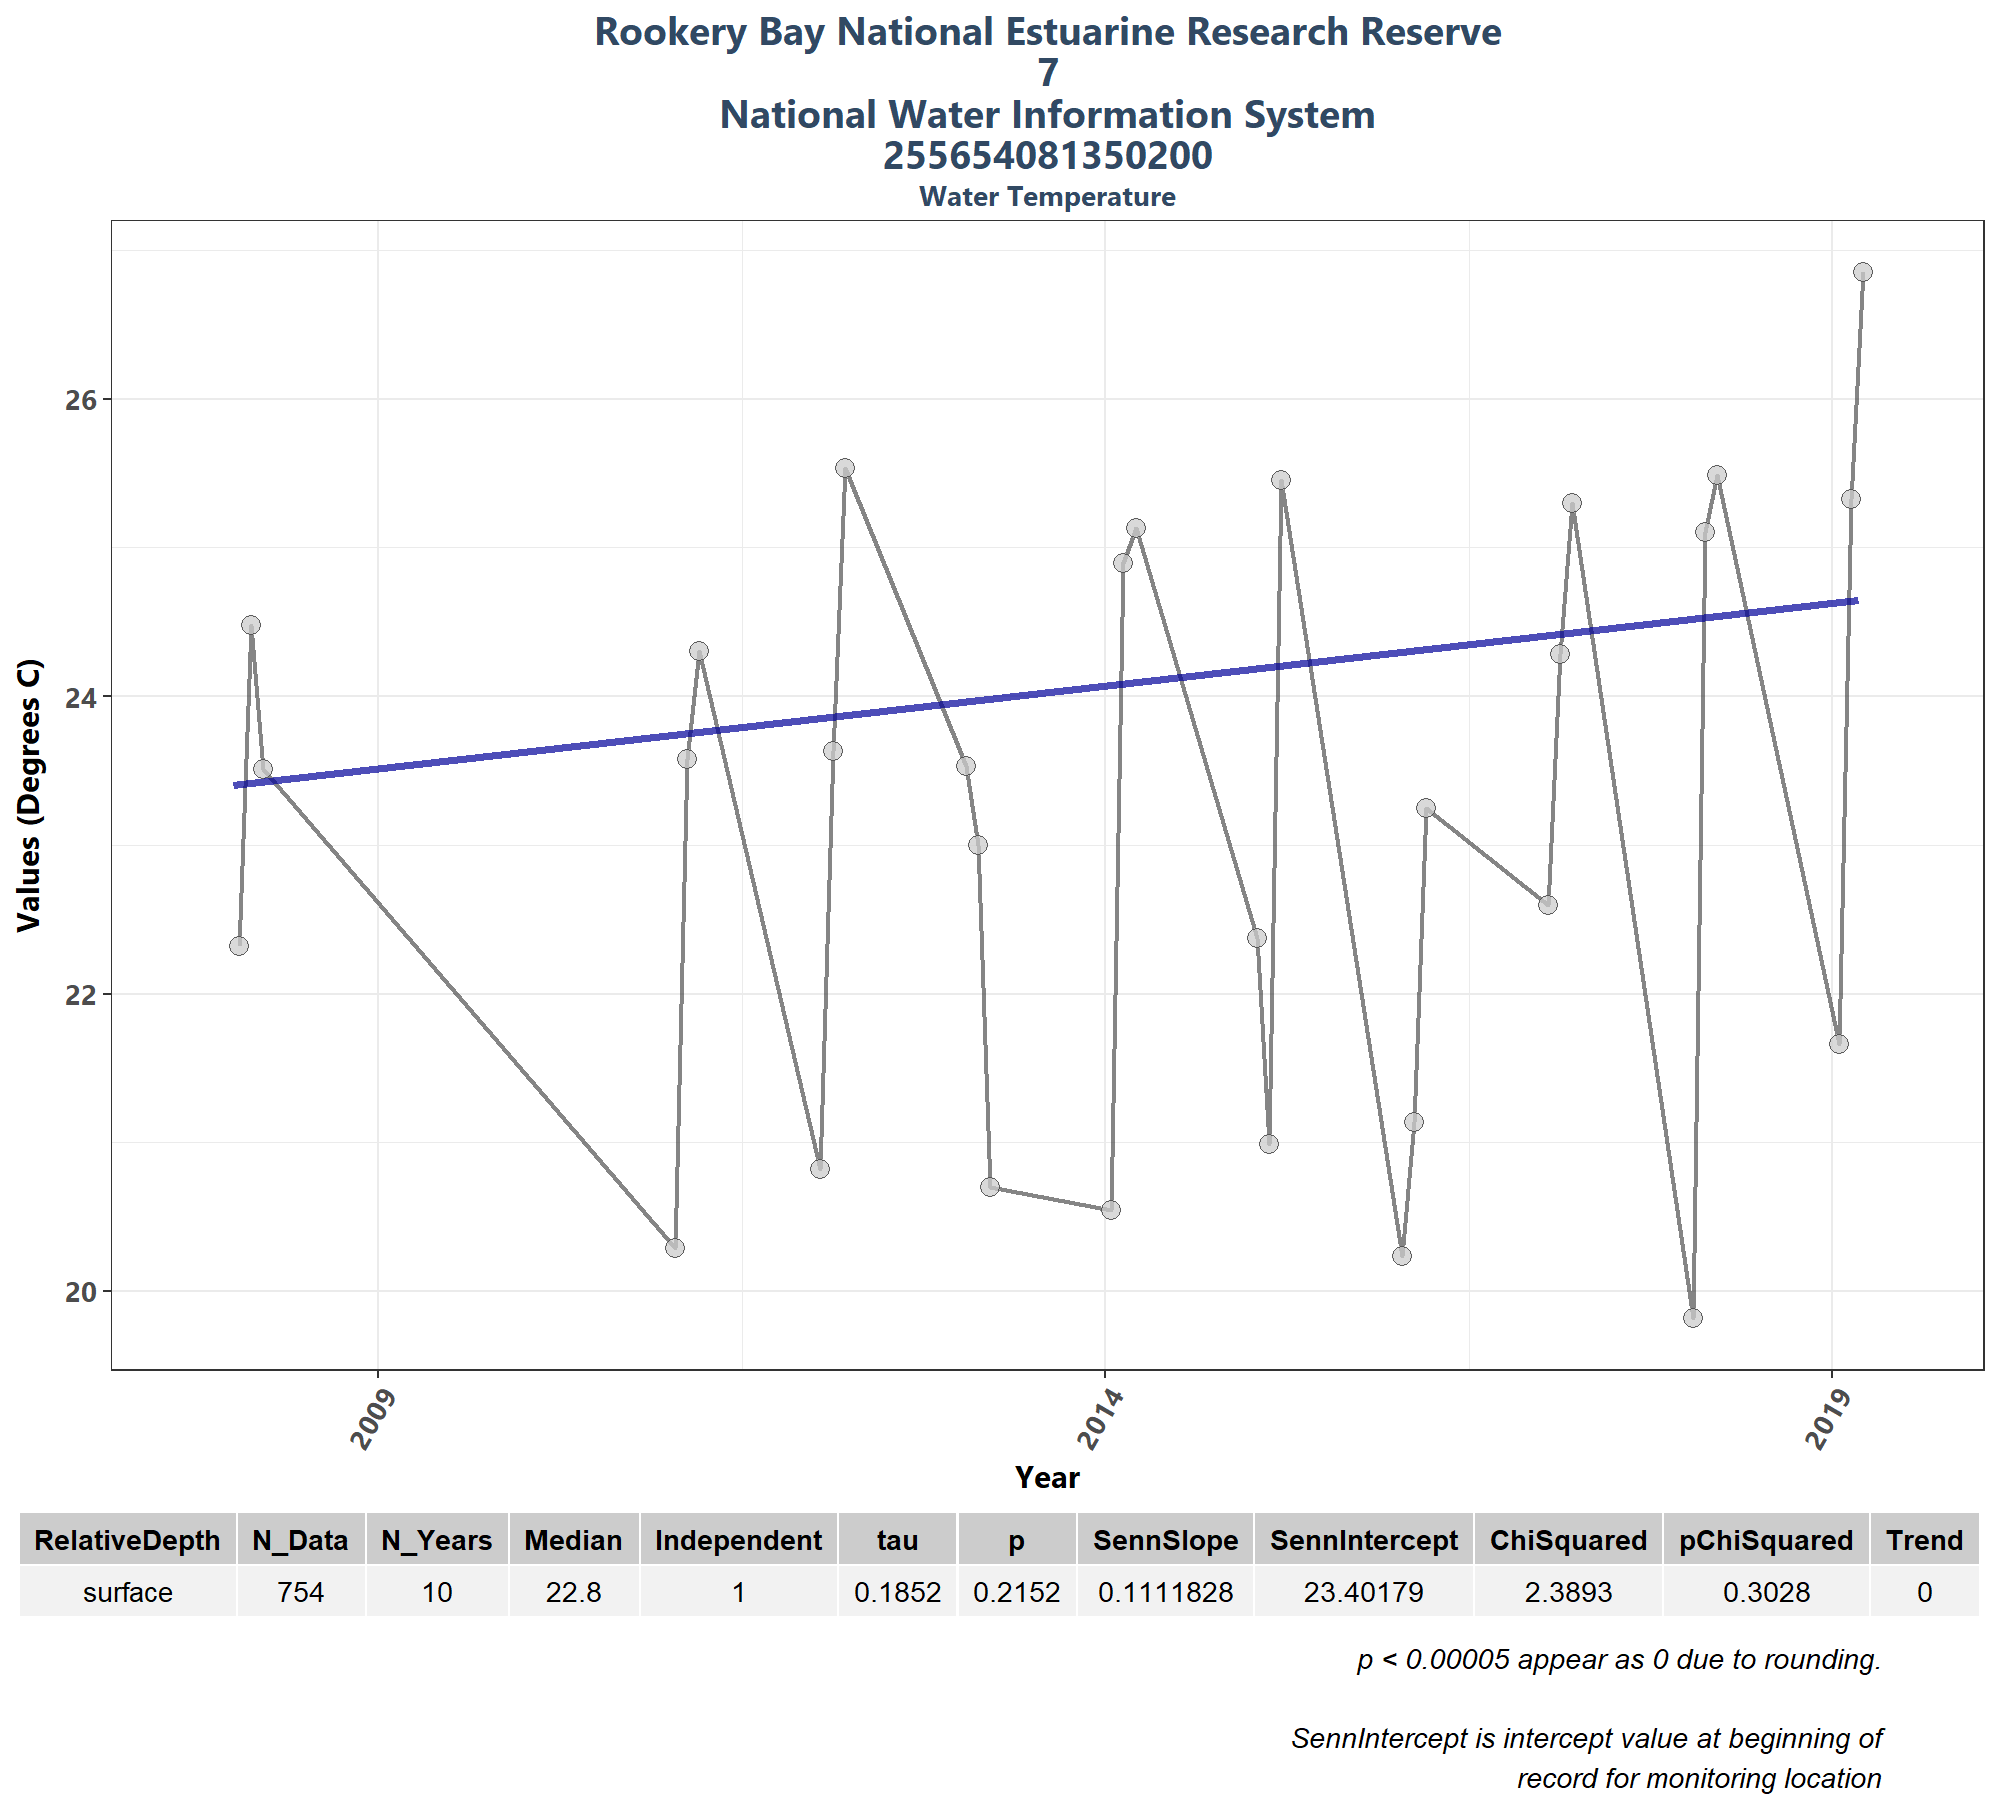 Rookery Bay National Estuarine Research Reserve
7
National Water Information System
255654081350200
Water Temperature
Values (Degrees C)
26
24
22
20
2009 2014 2019
Year
RelativeDepth N_Data N_Years Median Independent tau p SennSlope SennIntercept ChiSquared pChiSquared Trend
surface 754 10 22.8 1 0.1852 0.2152 0.1111828 23.40179 2.3893 0.3028 0
p < 0.00005 appear as 0 due to rounding.
SennIntercept is intercept value at beginning of
record for monitoring location